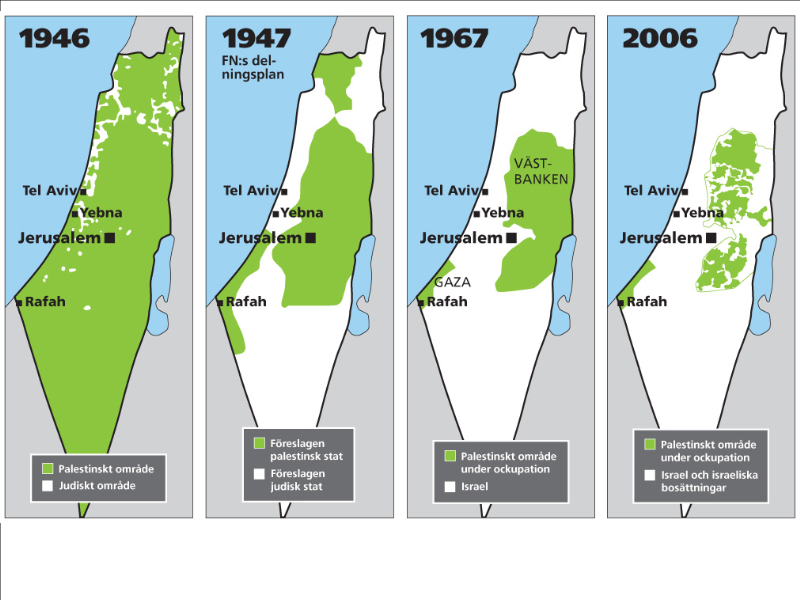 1946
Tel Aviv
Yebna
Jerusalem
Rafah
Palestinskt område
Judiskt område
1947
FN:s del-
ningsplan
Tel Aviv
Yebna
Jerusalem
Rafah
Föreslagen
palestinsk stat
Föreslagen
judisk stat
1967
VÄST-
BANKEN
Tel Aviv
Yebna
Jerusalem
GAZA
Rafah
Palestinskt område
under ockupation
Israel
2006
Tel Aviv
Yebna
Jerusalem
Rafah
Palestinskt område
under ockupation
Israel och israeliska
bosättningar